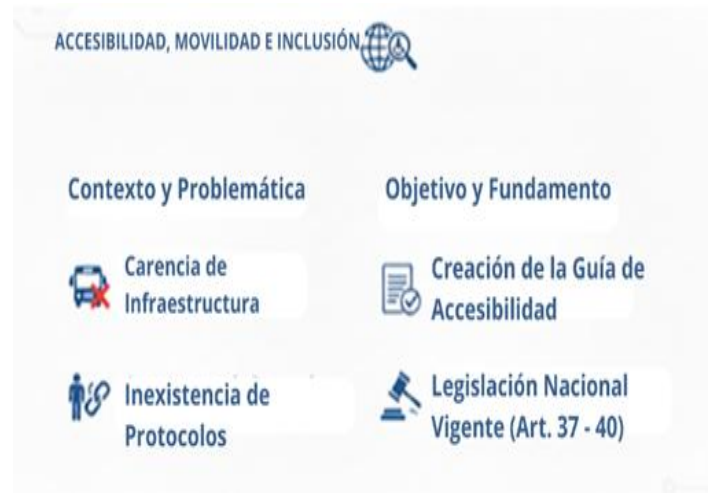 ACCESIBILIDAD, MOVILIDAD E INCLUSIÓN
Contexto y Problemática
Carencia de
Infraestructura
Inexistencia de
Protocolos
Objetivo y Fundamento
Creación de la Guía de
Accesibilidad
Legislación Nacional
Vigente (Art. 37 - 40)